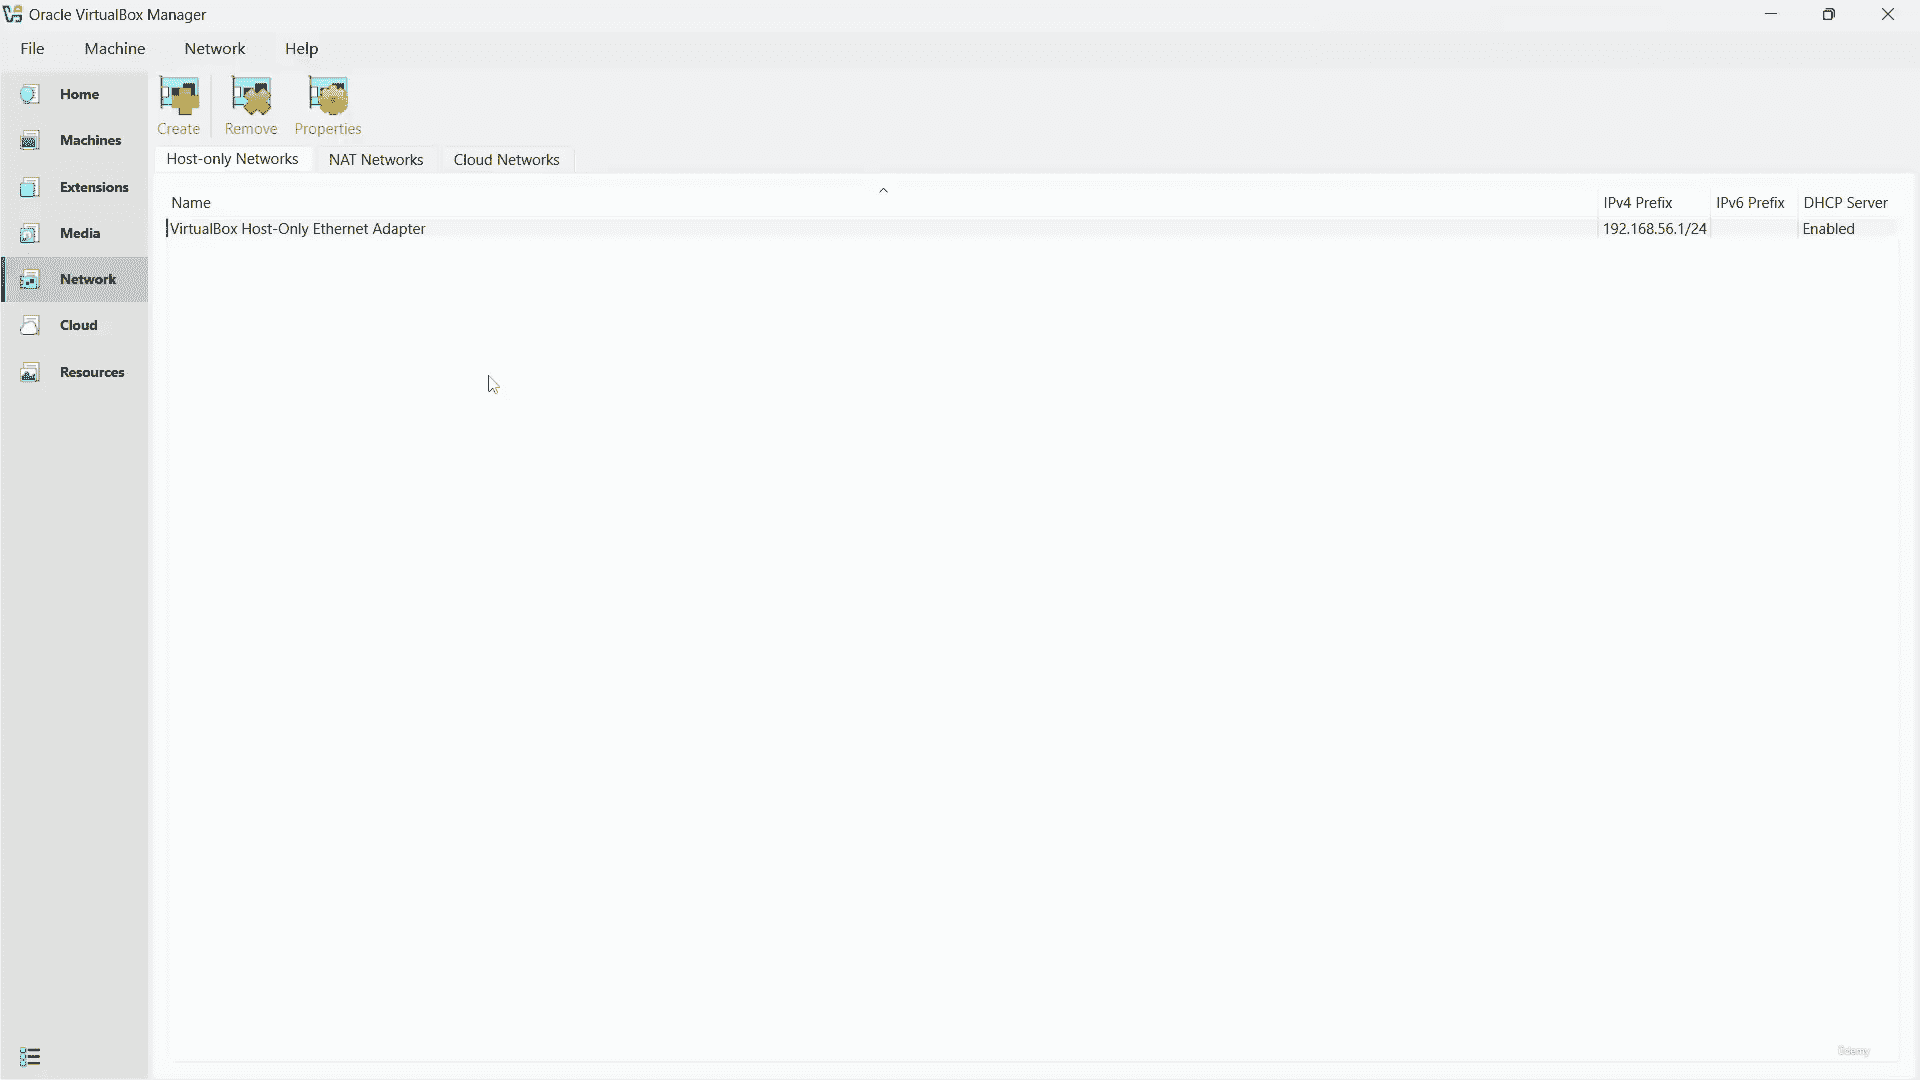 Oracle VirtualBox Manager
File Machine Network Help
Home
Machines
Extensions
Media
Network
Cloud
Resources
Create Remove Properties
Host-only Networks NAT Networks Cloud Networks
Name IPv4 Prefix IPv6 Prefix DHCP Server
VirtualBox Host-Only Ethernet Adapter 192.168.56.1/24 Enabled
Udemy